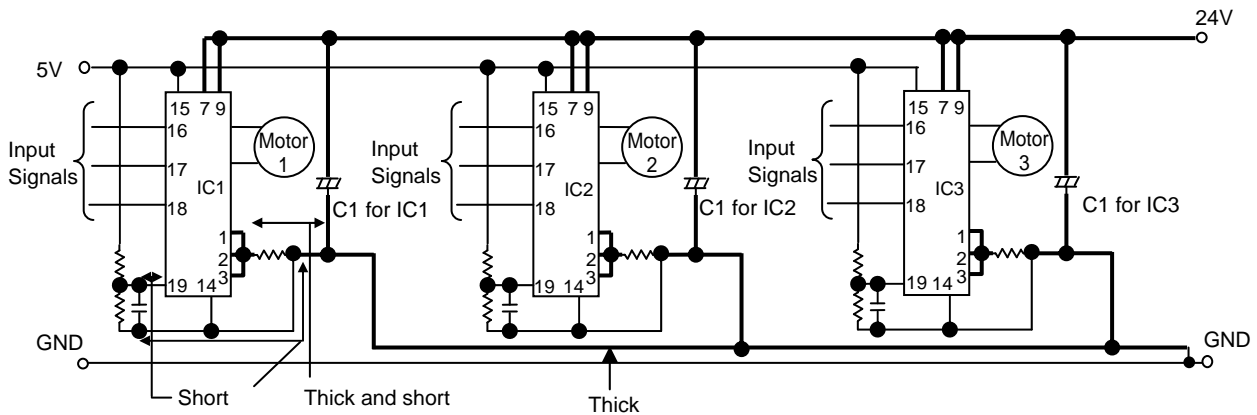 24V
5V
15 7 9
15 7 9
15 7 9
Input
Signals
16
17
18
IC1
Motor
1
C1 for IC1
1
2
3
19 14
Input
Signals
16
17
18
IC2
Motor
2
C1 for IC2
1
2
3
19 14
Input
Signals
16
17
18
IC3
Motor
3
C1 for IC3
1
2
3
19 14
GND
GND
Short
Thick and short
Thick